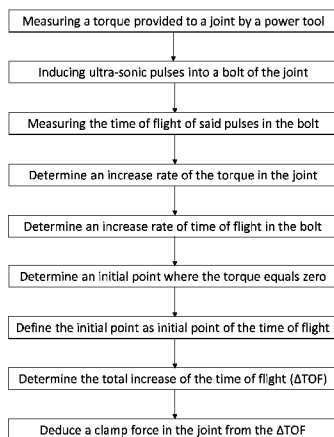 Measuring a torque provided to a joint by a power tool
Inducing ultra-sonic pulses into a bolt of the joint
Measuring the time of flight of said pulses in the bolt
Determine an increase rate of the torque in the joint
Determine an increase rate of time of flight in the bolt
Determine an initial point where the torque equals zero
Define the initial point as initial point of the time of flight
Determine the total increase of the time of flight (ΔTOF)
Deduce a clamp force in the joint from the ΔTOF